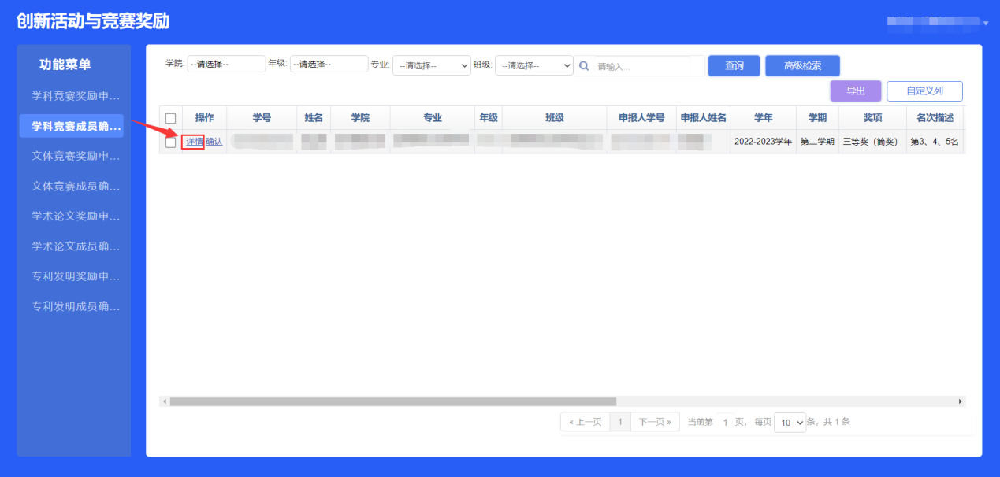 创新活动与竞赛奖励
功能菜单
学科竞赛奖励申...
学科竞赛成员确...
文体竞赛奖励申...
文体竞赛成员确...
学术论文奖励申...
学术论文成员确...
专利发明奖励申...
专利发明成员确...
学院: --请选择-- 年级: --请选择-- 专业: --请选择-- 班级: --请选择-- 请输入... 查询 高级检索
导出 自定义列
操作 学号 姓名 学院 专业 年级 班级 申报人学号 申报人姓名 学年 学期 奖项 名次描述
详情 确认 2022-2023学年 第二学期 三等奖（简奖） 第3、4、5名
« 上一页 1 下一页 » 当前第 1 页, 每页 10 条, 共 1 条